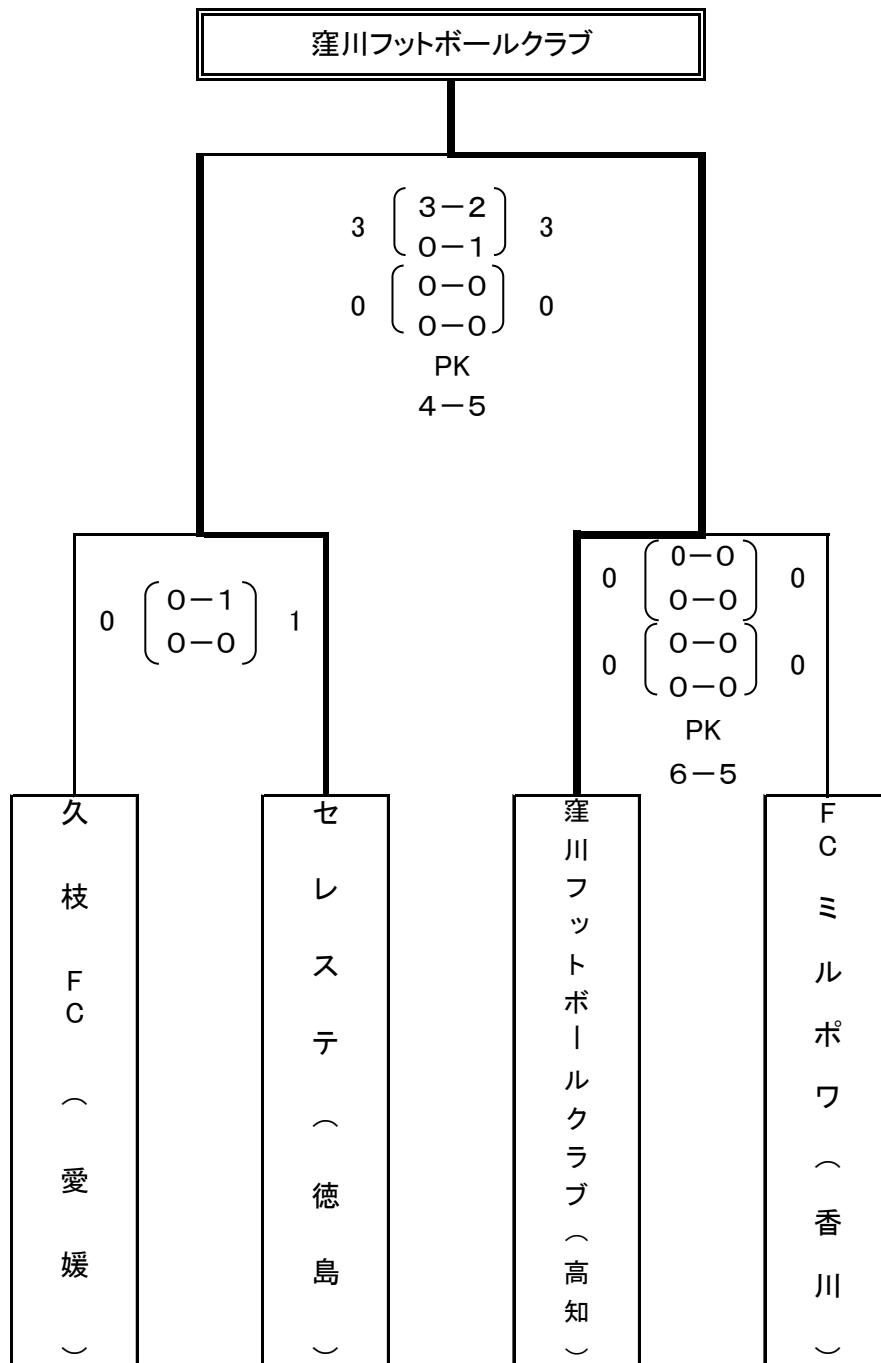 窪川フットボールクラブ
3 3－2 3
0－1
0 0－0 0
0－0
PK
4－5
0 0－1 1
0－0
0 0－0 0
0－0
0 0－0 0
0－0
PK
6－5
久枝FC（愛媛）
セレステ（徳島）
窪川フットボールクラブ（高知）
FCミルポワ（香川）